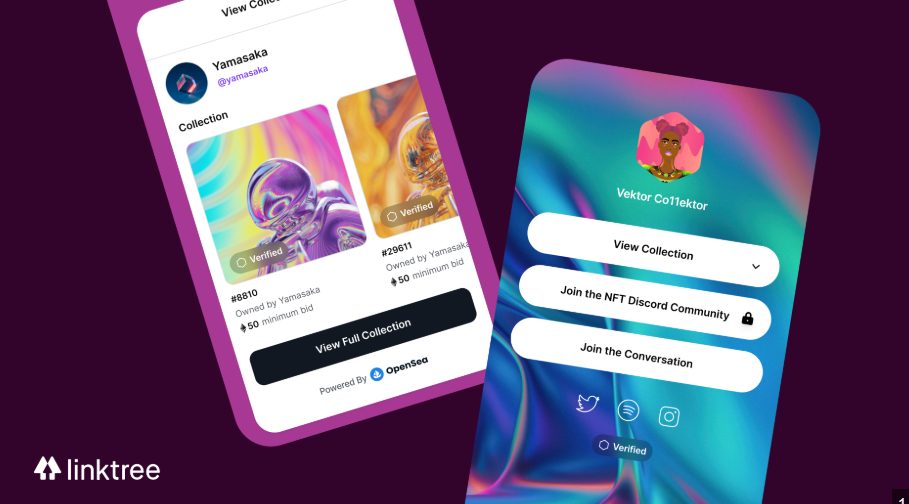 View Collec
Yamasaka
@yamasaka
Collection
Verified
Verified
#8810
Owned by Yamasaka
50 minimum bid
#29611
Owned by Yamasaka
50 minimum bid
View Full Collection
Powered By OpenSea
Vektor Co11ektor
View Collection
Join the NFT Discord Community
Join the Conversation
Verified
linktree
1